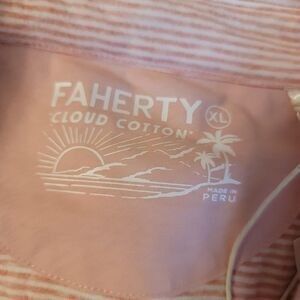 FAHERTY XL
"CLOUD COTTON"
MADE IN
PERU